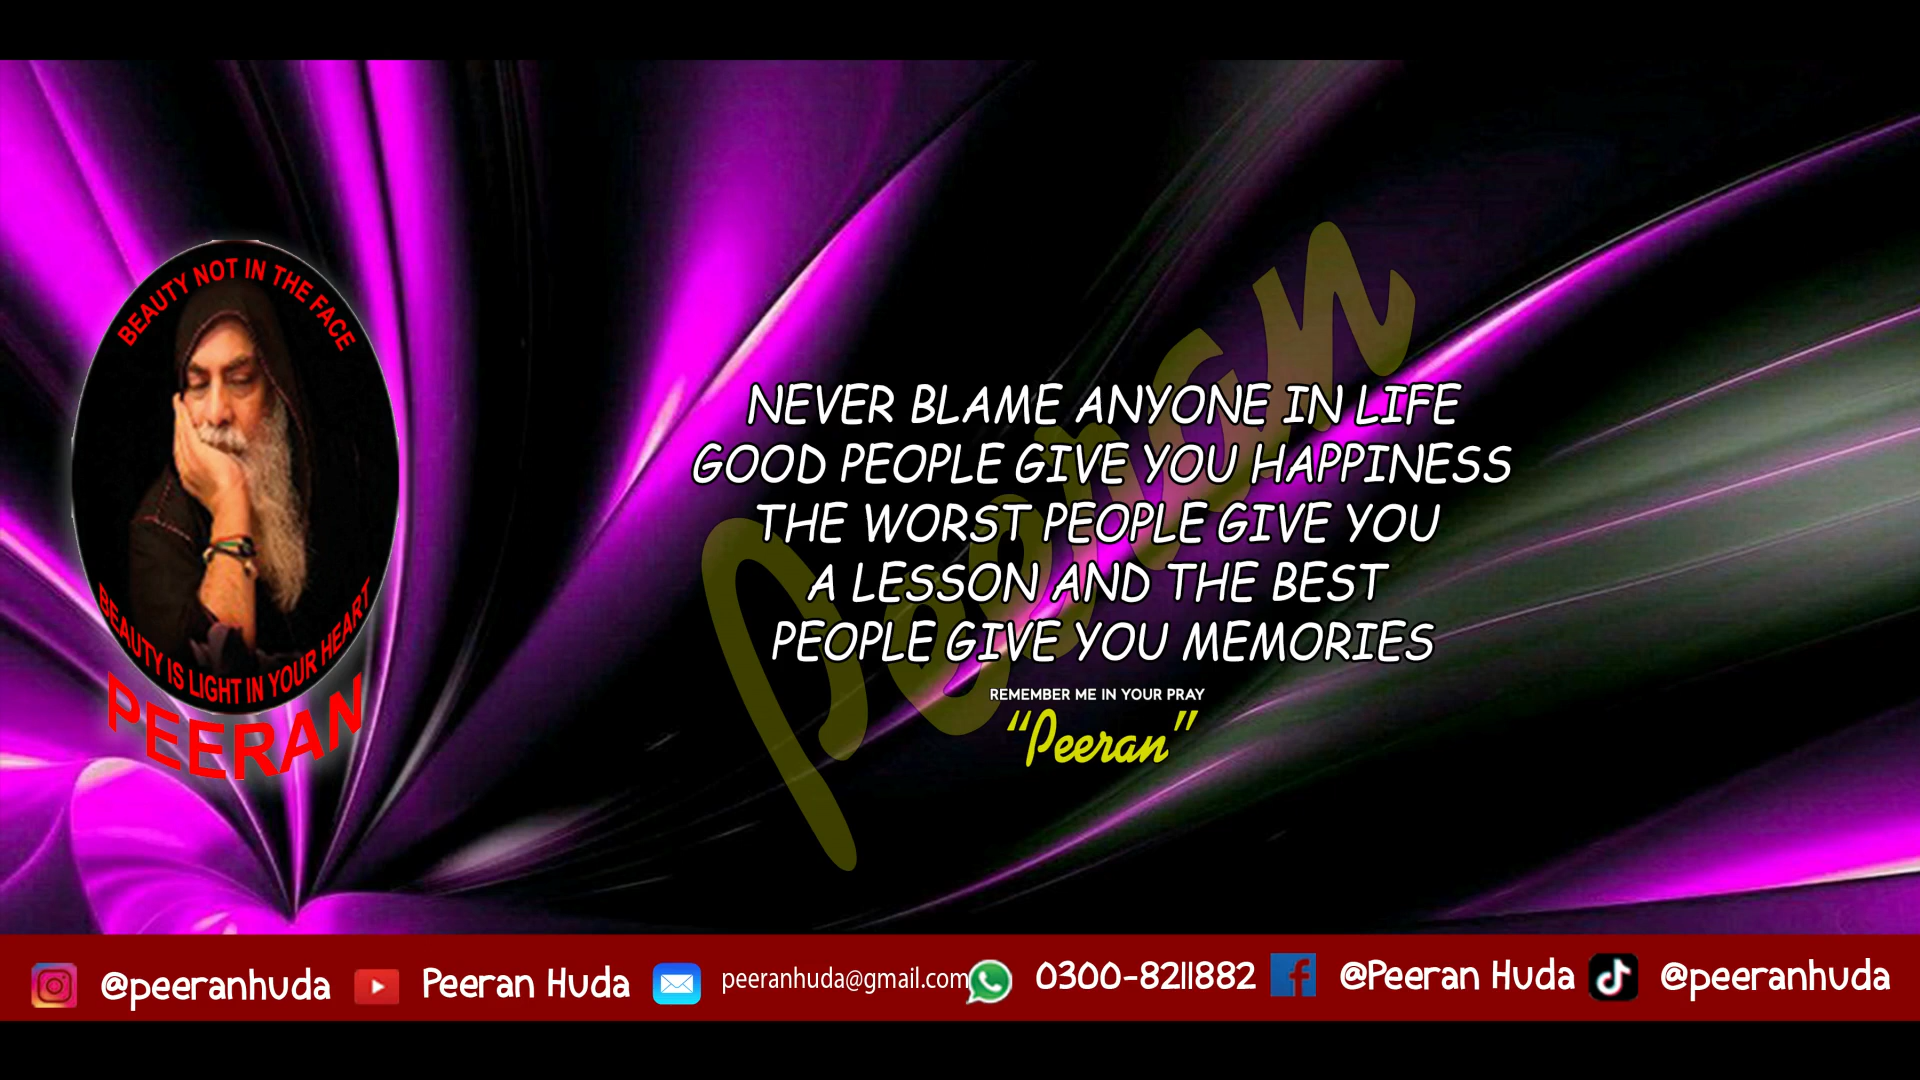 BEAUTY NOT IN THE FACE
BEAUTY IS LIGHT IN YOUR HEART
PEERAN
Peeran
NEVER BLAME ANYONE IN LIFE
GOOD PEOPLE GIVE YOU HAPPINESS
THE WORST PEOPLE GIVE YOU
A LESSON AND THE BEST
PEOPLE GIVE YOU MEMORIES
REMEMBER ME IN YOUR PRAY
“Peeran”
@peeranhuda Peeran Huda peeranhuda@gmail.com 0300-8211882 @Peeran Huda @peeranhuda